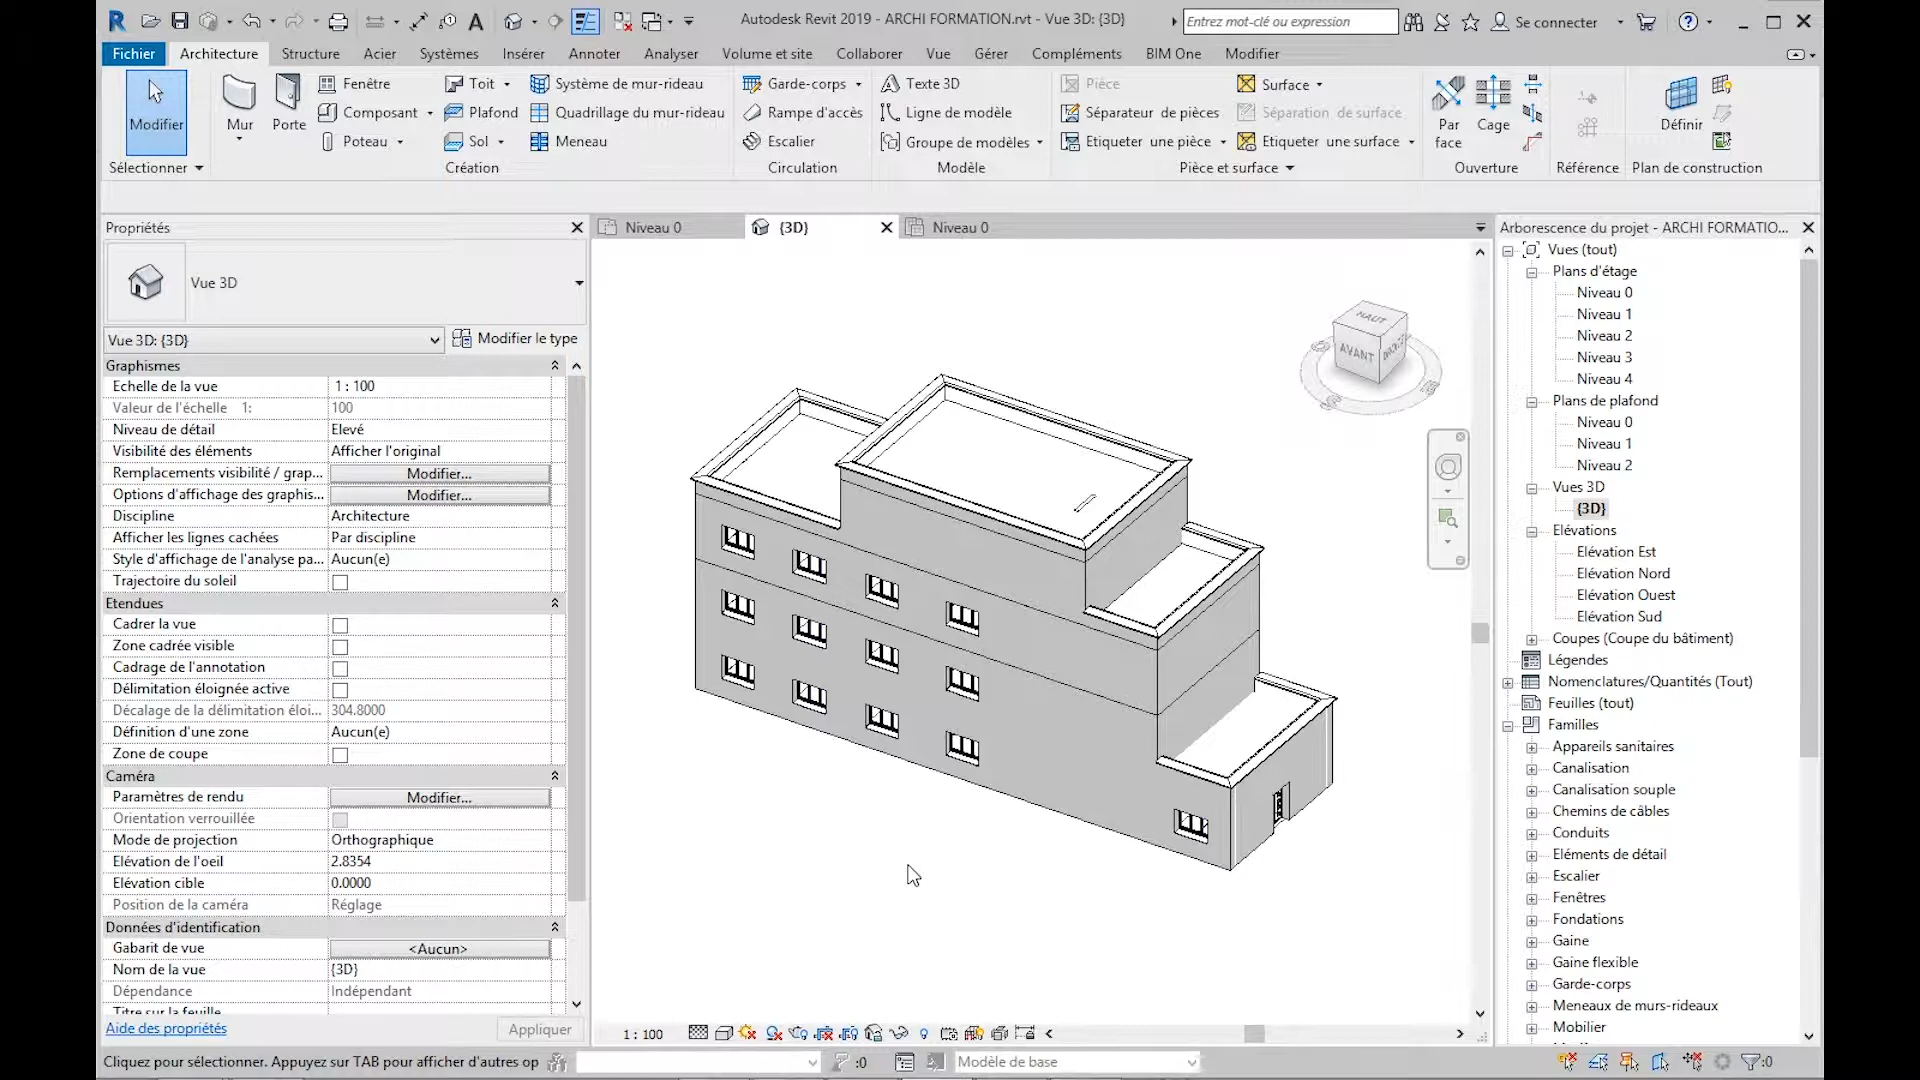 Autodesk Revit 2019 - ARCHI FORMATION.rvt - Vue 3D: {3D}
Entrez mot-clé ou expression
Se connecter
Fichier Architecture Structure Acier Systèmes Insérer Annoter Analyser Volume et site Collaborer Vue Gérer Compléments BIM One Modifier
Modifier
Mur
Porte
Fenêtre
Composant
Poteau
Toit
Plafond
Sol
Système de mur-rideau
Quadrillage du mur-rideau
Meneau
Garde-corps
Rampe d'accès
Escalier
Texte 3D
Ligne de modèle
Groupe de modèles
Pièce
Séparateur de pièces
Etiqueter une pièce
Surface
Séparation de surface
Etiqueter une surface
Par face
Cage
Définir
Sélectionner Création Circulation Modèle Pièce et surface Ouverture Référence Plan de construction
Propriétés
Vue 3D
Vue 3D: {3D}
Modifier le type
Graphismes
Echelle de la vue 1 : 100
Valeur de l'échelle 1: 100
Niveau de détail Elevé
Visibilité des éléments Afficher l'original
Remplacements visibilité / grap... Modifier...
Options d'affichage des graphis... Modifier...
Discipline Architecture
Afficher les lignes cachées Par discipline
Style d'affichage de l'analyse pa... Aucun(e)
Trajectoire du soleil
Etendues
Cadrer la vue
Zone cadrée visible
Cadrage de l'annotation
Délimitation éloignée active
Décalage de la délimitation éloi... 304.8000
Définition d'une zone Aucun(e)
Zone de coupe
Caméra
Paramètres de rendu Modifier...
Orientation verrouillée
Mode de projection Orthographique
Elévation de l'oeil 2.8354
Elévation cible 0.0000
Position de la caméra Réglage
Données d'identification
Gabarit de vue <Aucun>
Nom de la vue {3D}
Dépendance Indépendant
Titre sur la feuille
Aide des propriétés
Appliquer
Niveau 0
{3D}
Niveau 0
HAUT
AVANT
1 : 100
Arborescence du projet - ARCHI FORMATIO...
Vues (tout)
Plans d'étage
Niveau 0
Niveau 1
Niveau 2
Niveau 3
Niveau 4
Plans de plafond
Niveau 0
Niveau 1
Niveau 2
Vues 3D
{3D}
Elévations
Elévation Est
Elévation Nord
Elévation Ouest
Elévation Sud
Coupes (Coupe du bâtiment)
Légendes
Nomenclatures/Quantités (Tout)
Feuilles (tout)
Familles
Appareils sanitaires
Canalisation
Canalisation souple
Chemins de câbles
Conduits
Eléments de détail
Escalier
Fenêtres
Fondations
Gaine
Gaine flexible
Garde-corps
Meneaux de murs-rideaux
Mobilier
Cliquez pour sélectionner. Appuyez sur TAB pour afficher d'autres op
:0
Modèle de base
:0